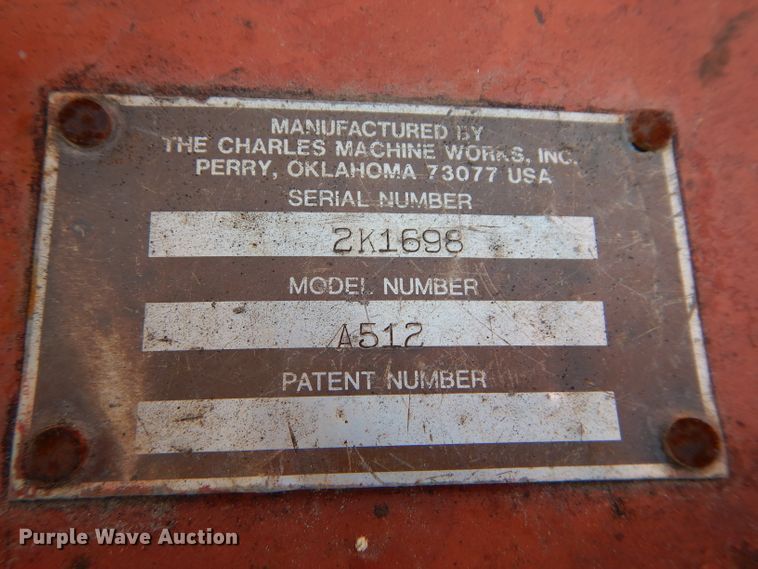 MANUFACTURED BY
THE CHARLES MACHINE WORKS, INC.
PERRY, OKLAHOMA 73077 USA
SERIAL NUMBER
2K1698
MODEL NUMBER
A512
PATENT NUMBER
Purple Wave Auction®
®